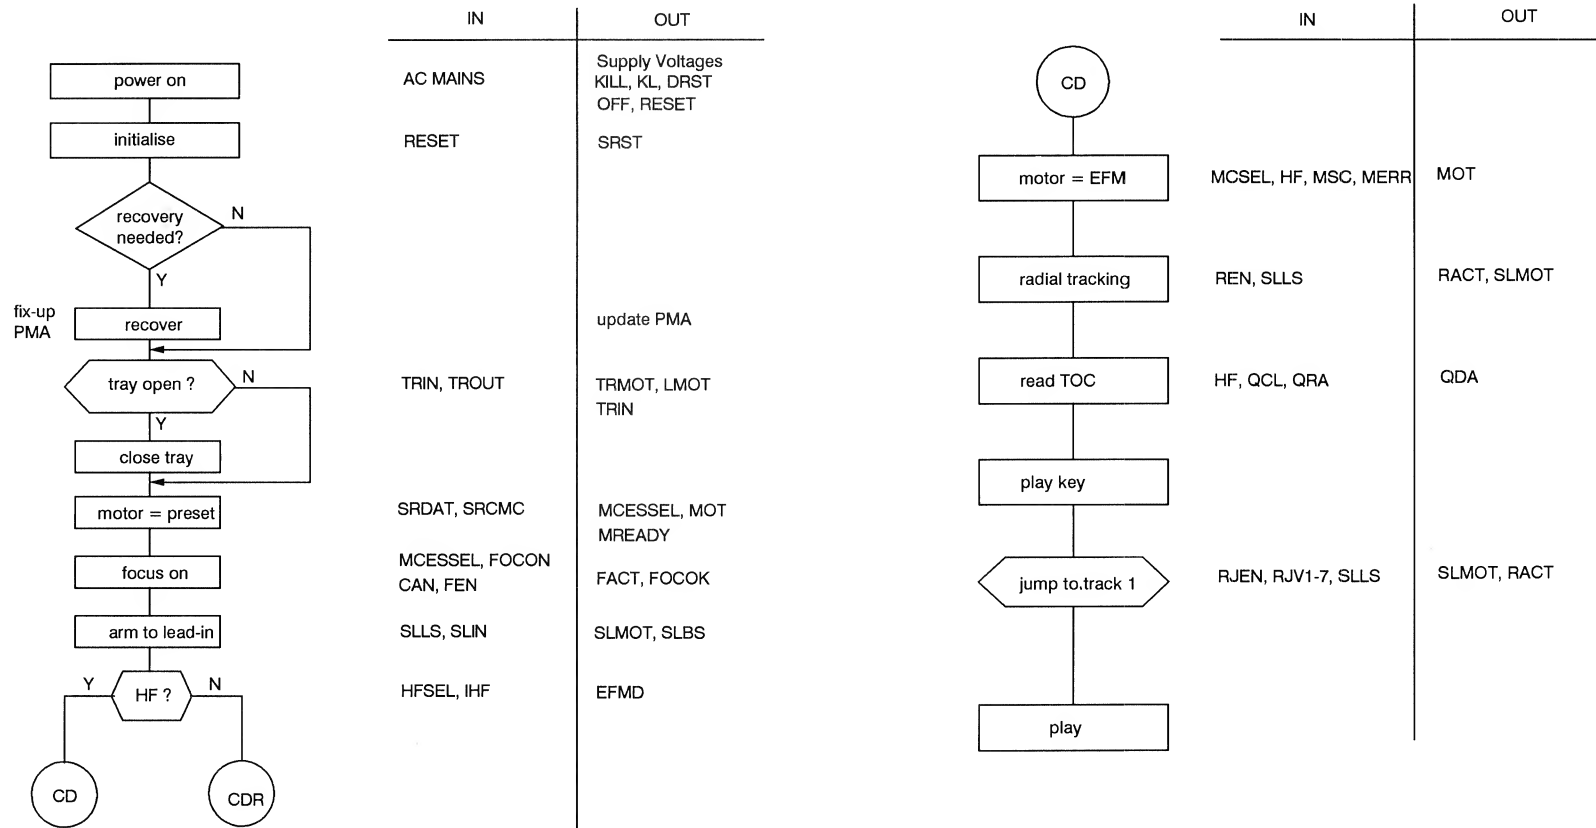 IN OUT
power on AC MAINS Supply Voltages
KILL, KL, DRST
OFF, RESET
initialise RESET SRST
recovery
needed?
N
Y
fix-up
PMA
recover update PMA
tray open ? N TRIN, TROUT TRMOT, LMOT
TRIN
Y
close tray
motor = preset SRDAT, SRCMC MCESSEL, MOT
MREADY
focus on MCESSEL, FOCON
CAN, FEN FACT, FOCOK
arm to lead-in SLLS, SLIN SLMOT, SLBS
Y HF ? N HFSEL, IHF EFMD
CD CDR
IN OUT
CD
motor = EFM MCSEL, HF, MSC, MERR MOT
radial tracking REN, SLLS RACT, SLMOT
read TOC HF, QCL, QRA QDA
play key
jump to.track 1 RJEN, RJV1-7, SLLS SLMOT, RACT
play